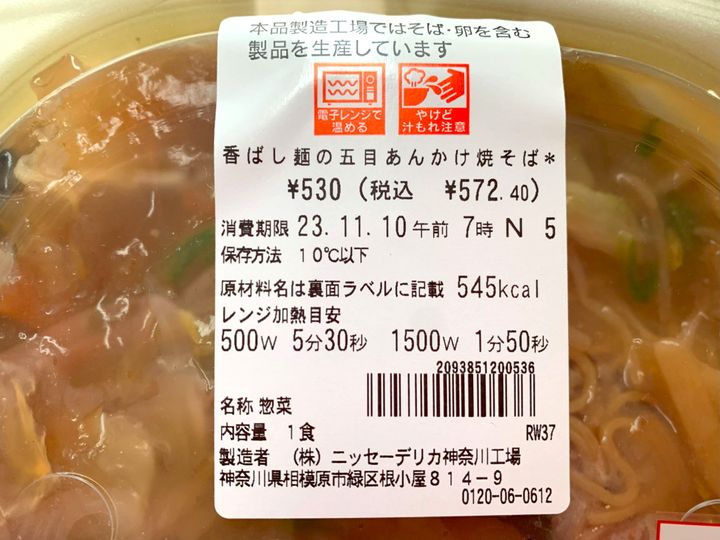 本品製造工場ではそば・卵を含む
製品を生産しています
電子レンジで
温める
やけど
汁もれ注意
香ばし麺の五目あんかけ焼そば*
¥530 (税込 ¥572.40)
消費期限 23.11.10午前 7時 N 5
保存方法 10℃以下
原材料名は裏面ラベルに記載 545kcal
レンジ加熱目安
500W 5分30秒 1500W 1分50秒
2093851200536
名称 惣菜
内容量 1食
RW37
製造者 (株) ニッセーデリカ神奈川工場
神奈川県相模原市緑区根小屋814-9
0120-06-0612